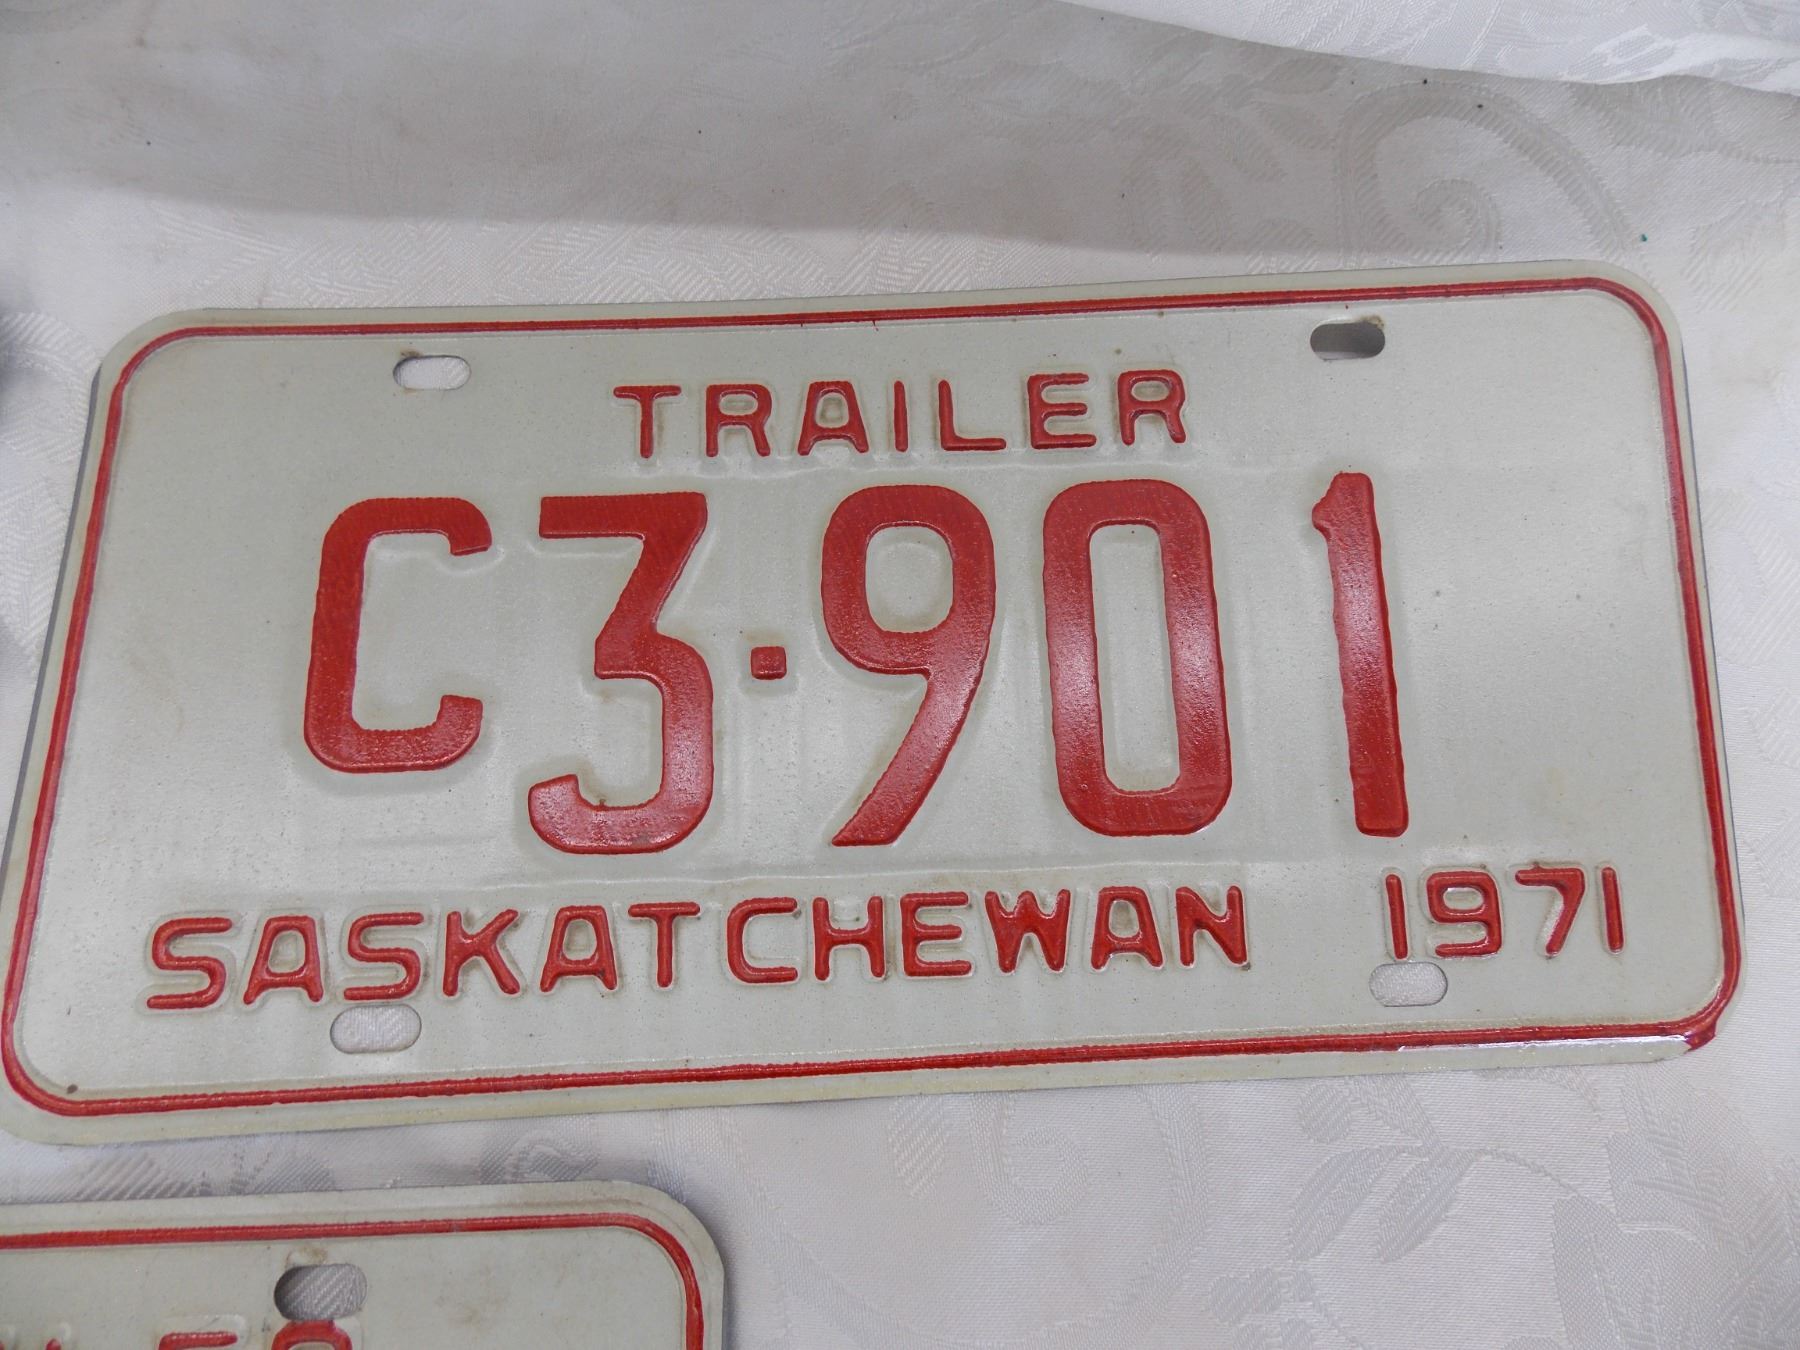 TRAILER
C3·901
SASKATCHEWAN 1971